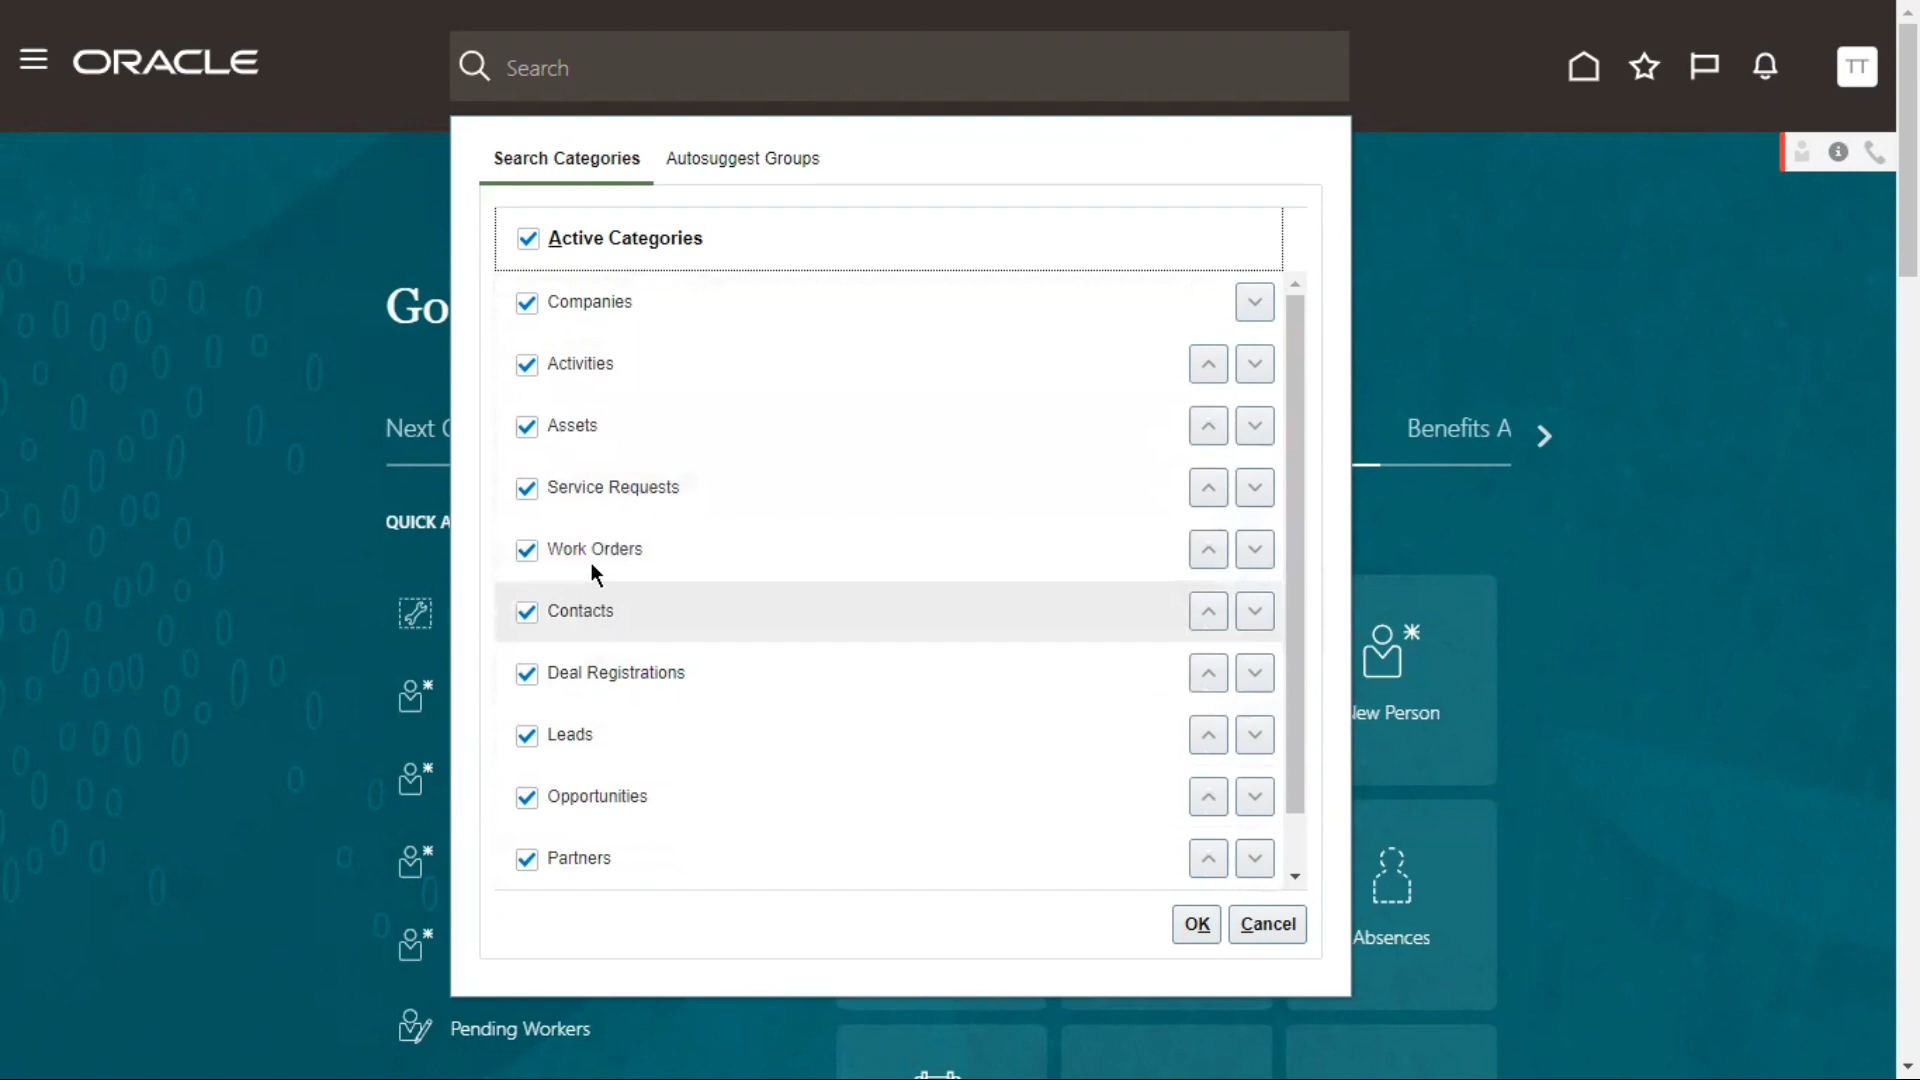 ORACLE
Search
TT
Search Categories
Autosuggest Groups
Active Categories
Companies
Activities
Assets
Service Requests
Work Orders
Contacts
Deal Registrations
Leads
Opportunities
Partners
OK
Cancel
Go
Next
Benefits A
QUICK A
ew Person
Absences
Pending Workers